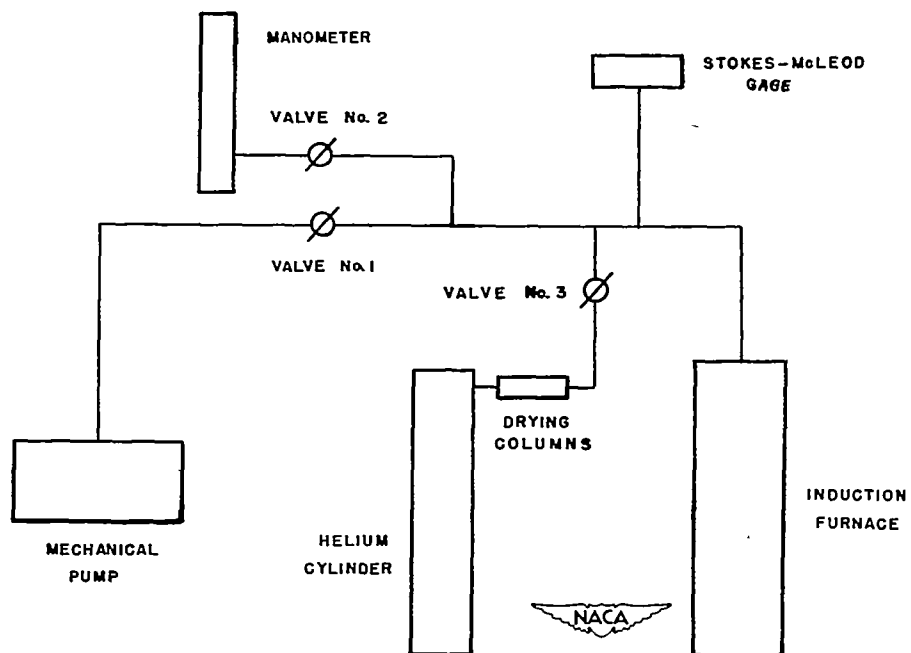 MANOMETER
STOKES-McLEOD
GAGE
VALVE No. 2
VALVE No. 1
VALVE No. 3
DRYING
COLUMNS
MECHANICAL
PUMP
HELIUM
CYLINDER
INDUCTION
FURNACE
NACA